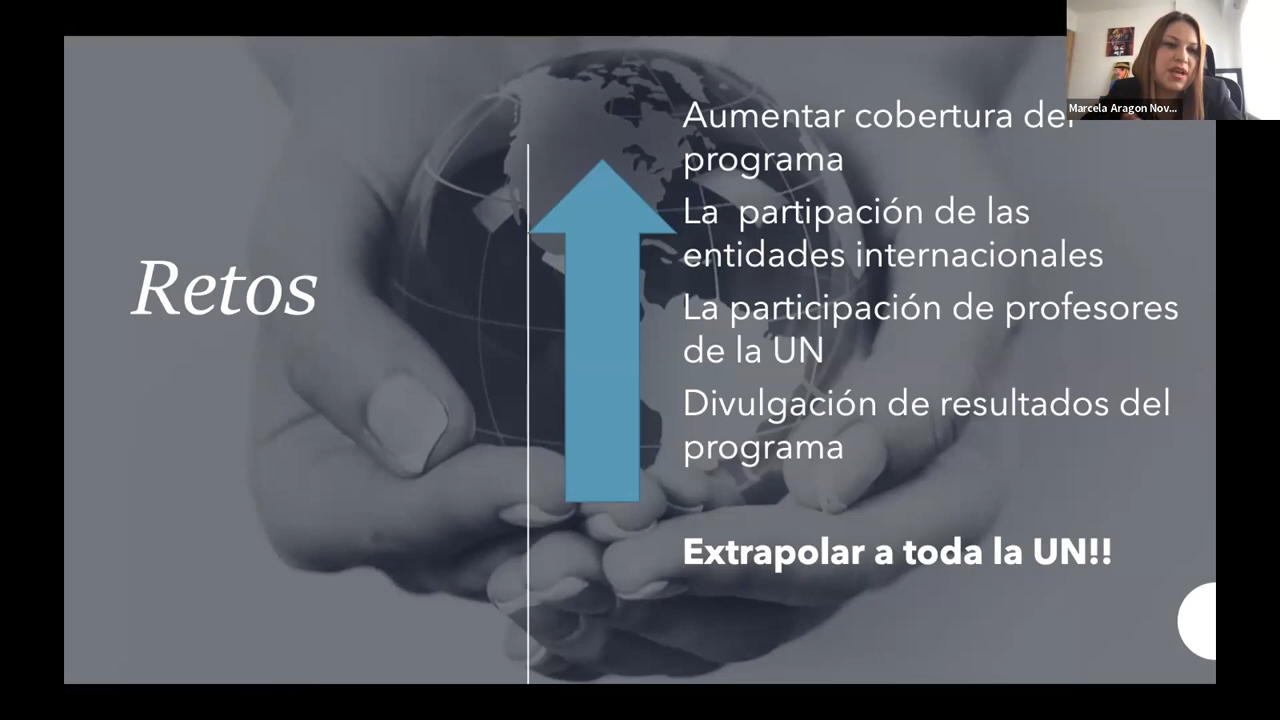 Marcela Aragon Nov...
Retos
Aumentar cobertura del
programa
La partipación de las
entidades internacionales
La participación de profesores
de la UN
Divulgación de resultados del
programa
Extrapolar a toda la UN!!